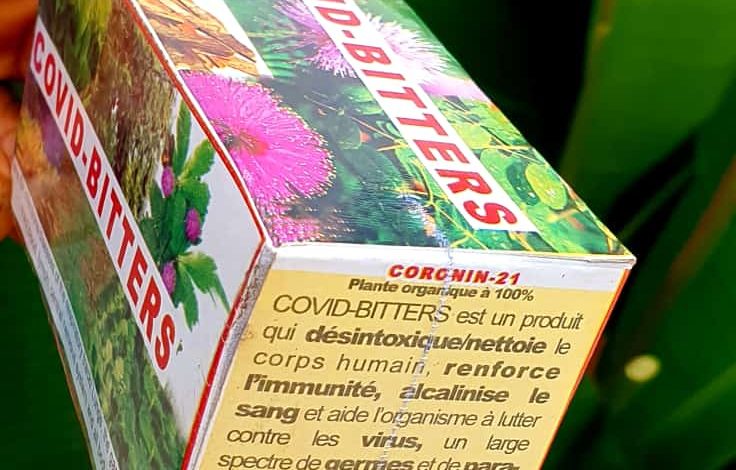 COVID-BITTERS
VID-BITTERS
CORONIN-21
Plante organique à 100%
COVID-BITTERS est un produit
qui désintoxique/nettoie le
corps humain, renforce
l'immunité, alcalinise le
sang et aide l'organisme à lutter
contre les virus, un large
spectre de germes et de para-